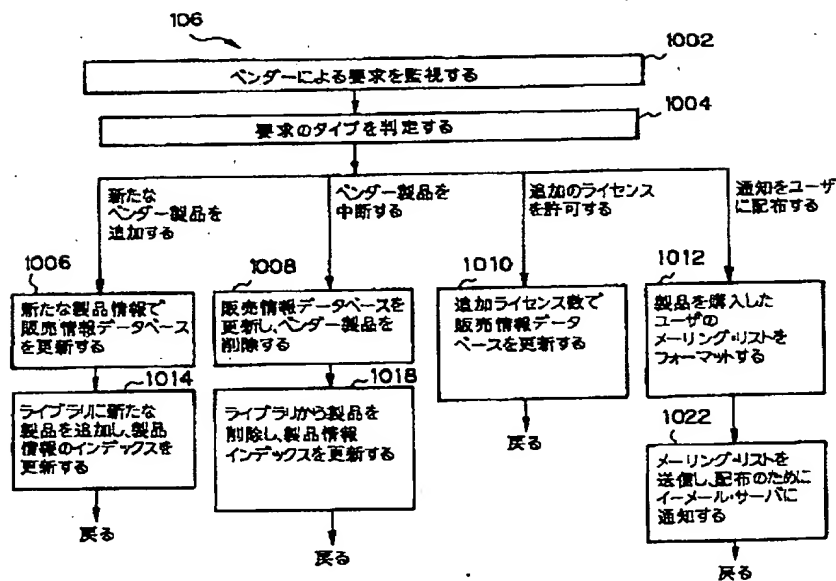 106
1002
ベンダーによる要求を監視する
1004
要求のタイプを判定する
新たな
ベンダー製品を
追加する
ベンダー製品を
中断する
追加のライセンス
を許可する
通知をユーザ
に配布する
1006
新たな製品情報で
販売情報データベース
を更新する
1008
販売情報データベースを
更新し、ベンダー製品を
削除する
1010
追加ライセンス数で
販売情報データ
ベースを更新する
1012
製品を購入した
ユーザの
メーリング・リストを
フォーマットする
1014
ライブラリに新たな
製品を追加し、製品
情報のインデックスを
更新する
1018
ライブラリから製品を
削除し、製品情報
インデックスを更新する
戻る
1022
メーリング・リストを
送信し、配布のために
イーメール・サーバに
通知する
戻る
戻る
戻る